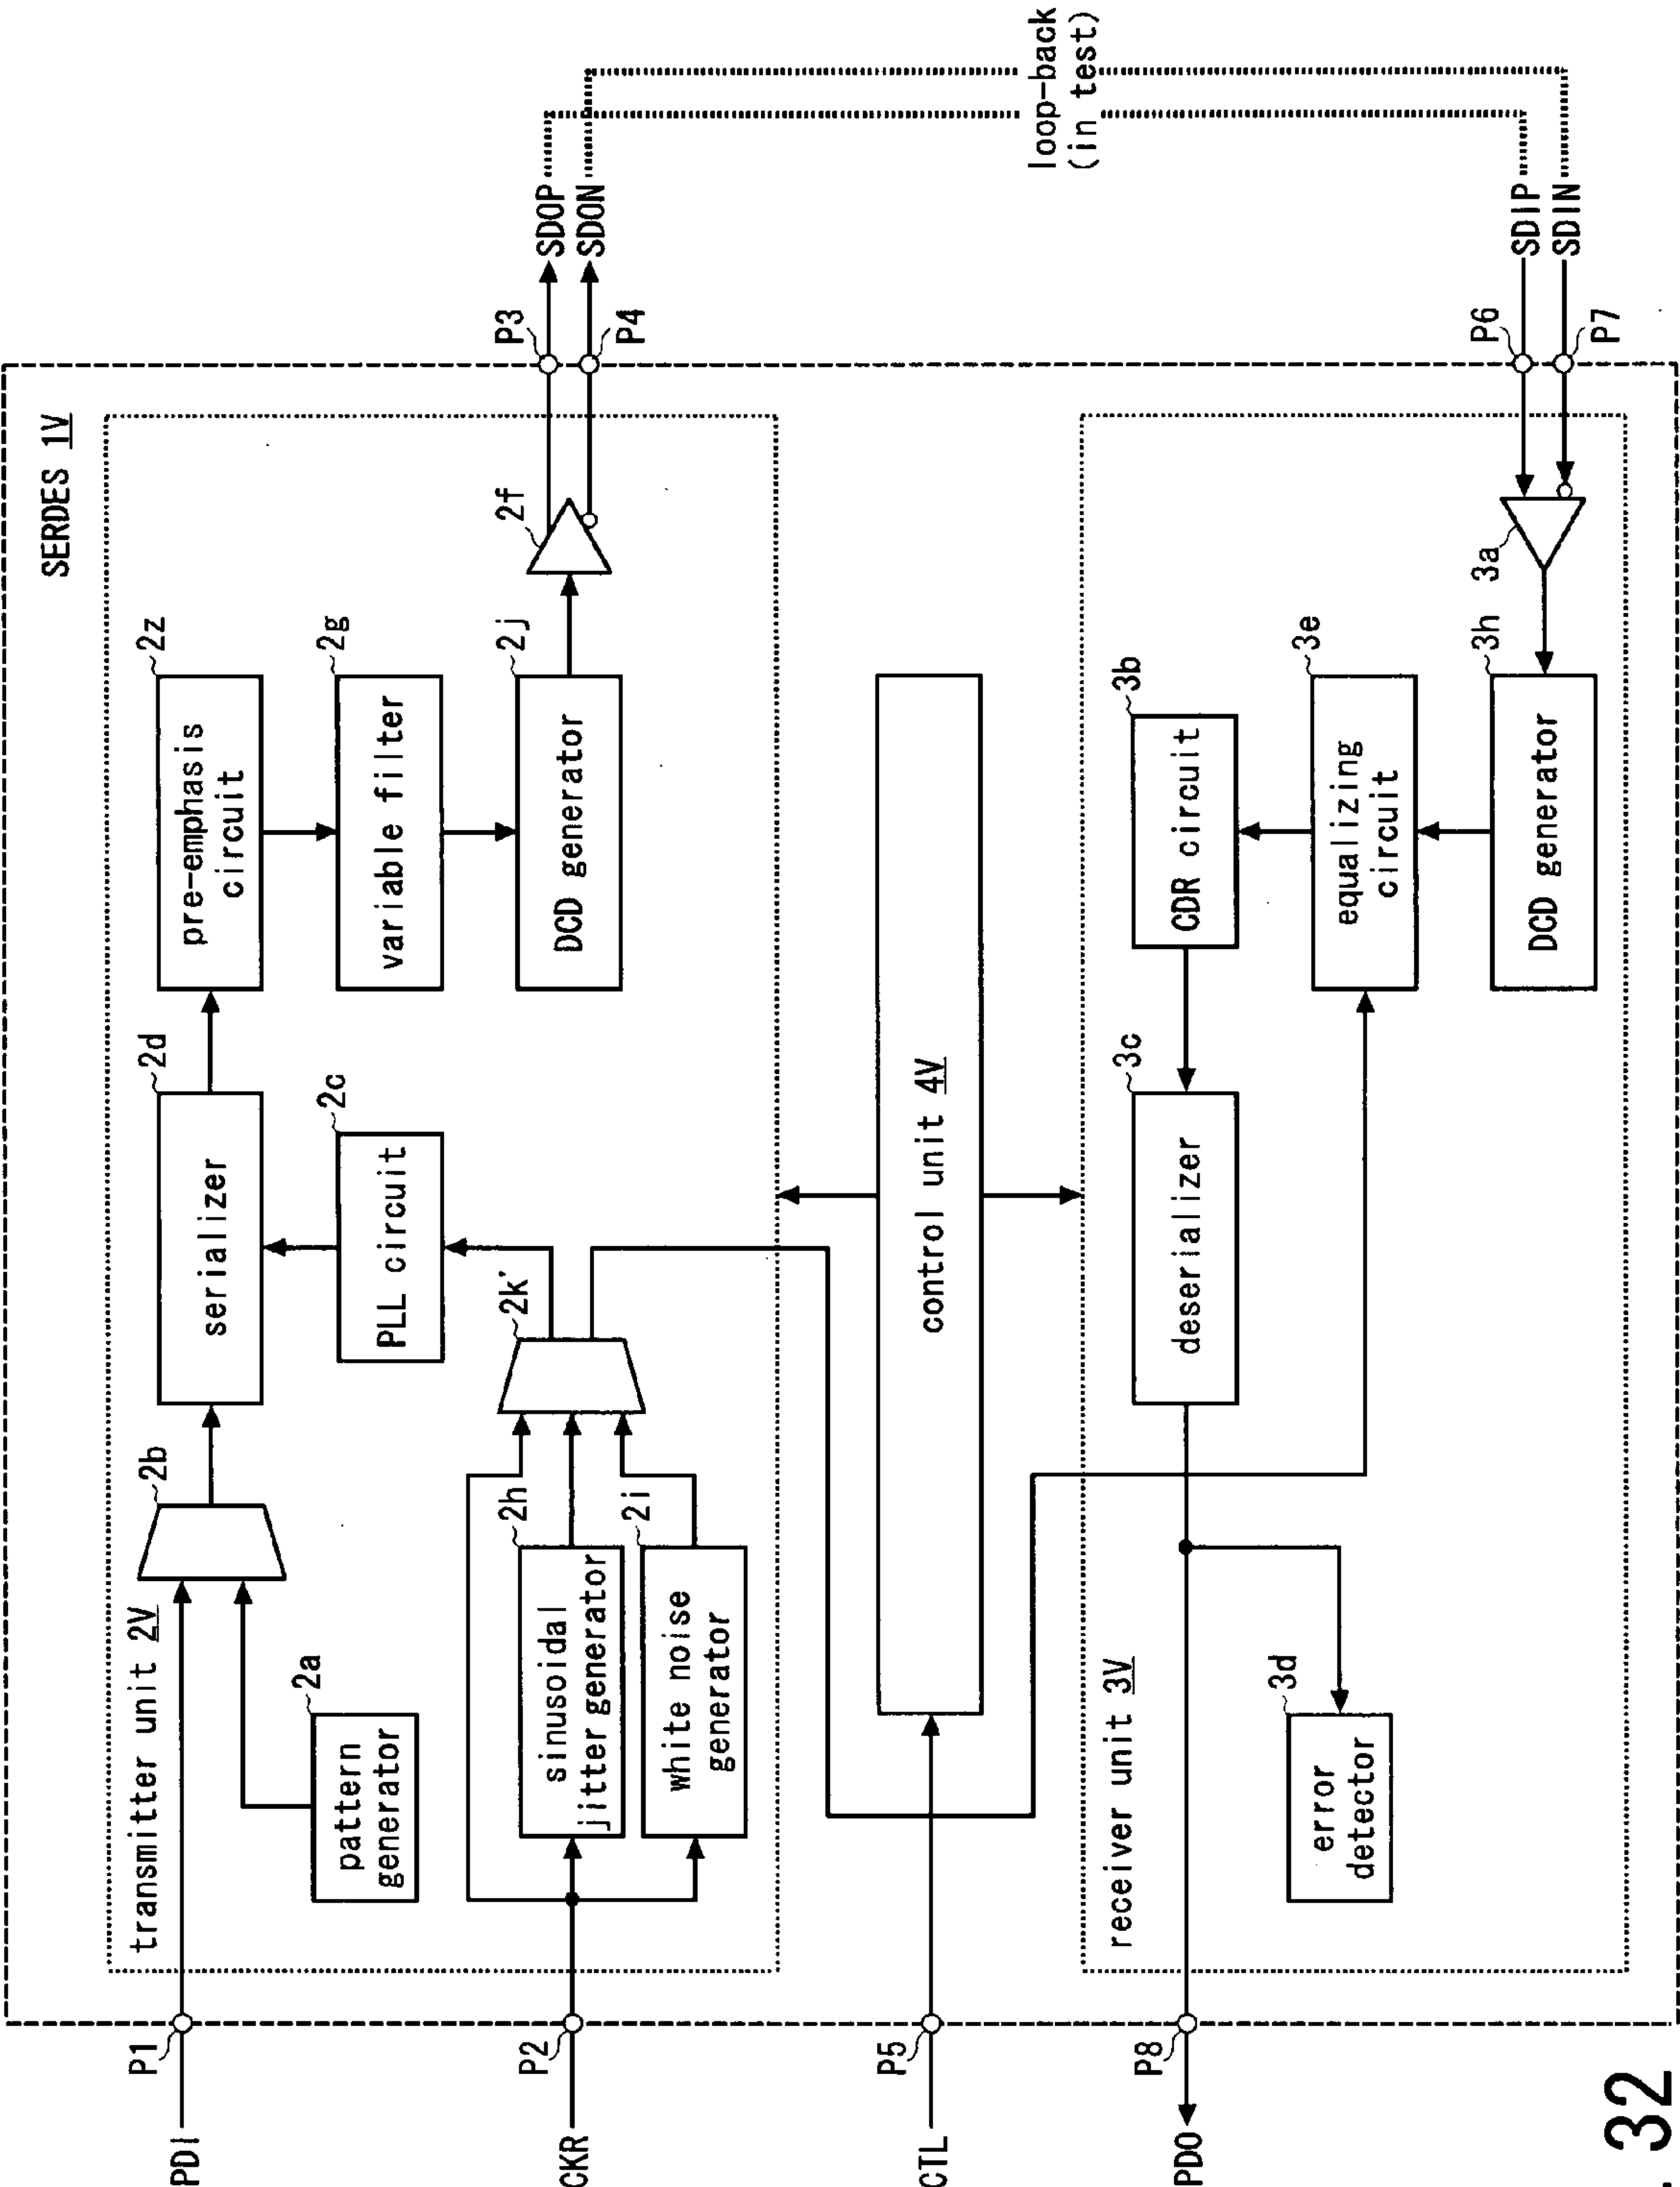 SERDES 1V
transmitter unit 2V
PDI
P1
2a
pattern
generator
2b
2d
serializer
2c
PLL circuit
2z
pre-emphasis
circuit
2g
variable filter
2j
DCD generator
2f
P3
SDOP
P4
SDON
CKR
P2
2h
sinusoidal
jitter generator
2i
white noise
generator
2k'
CTL
P5
control unit 4V
loop-back
(in test)
receiver unit 3V
PDO
P8
3d
error
detector
3c
deserializer
3b
CDR circuit
3e
equalizing
circuit
3h
DCD generator
3a
P6
SDIP
P7
SDIN
. 32